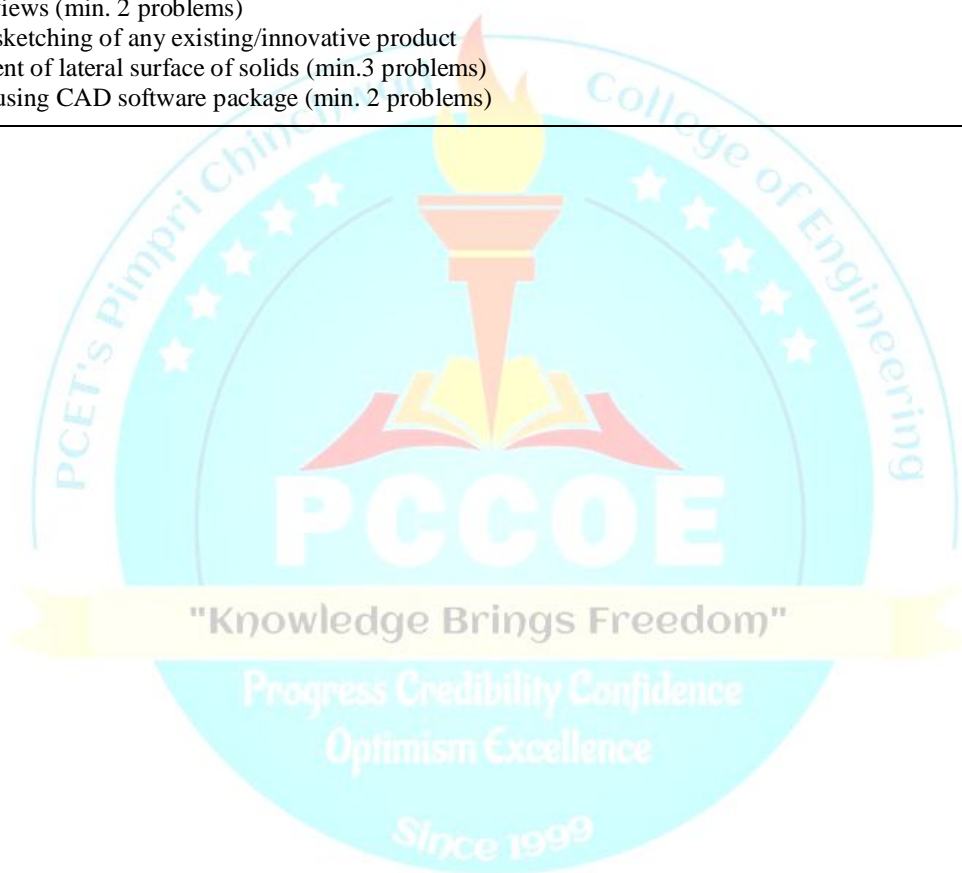 views (min. 2 problems)
sketching of any existing/innovative product
ent of lateral surface of solids (min.3 problems)
using CAD software package (min. 2 problems)
PCET's Pimpri Chinchwad College of Engineering
PCCOE
"Knowledge Brings Freedom"
Progress Credibility Confidence
Optimism Excellence
Since 1999